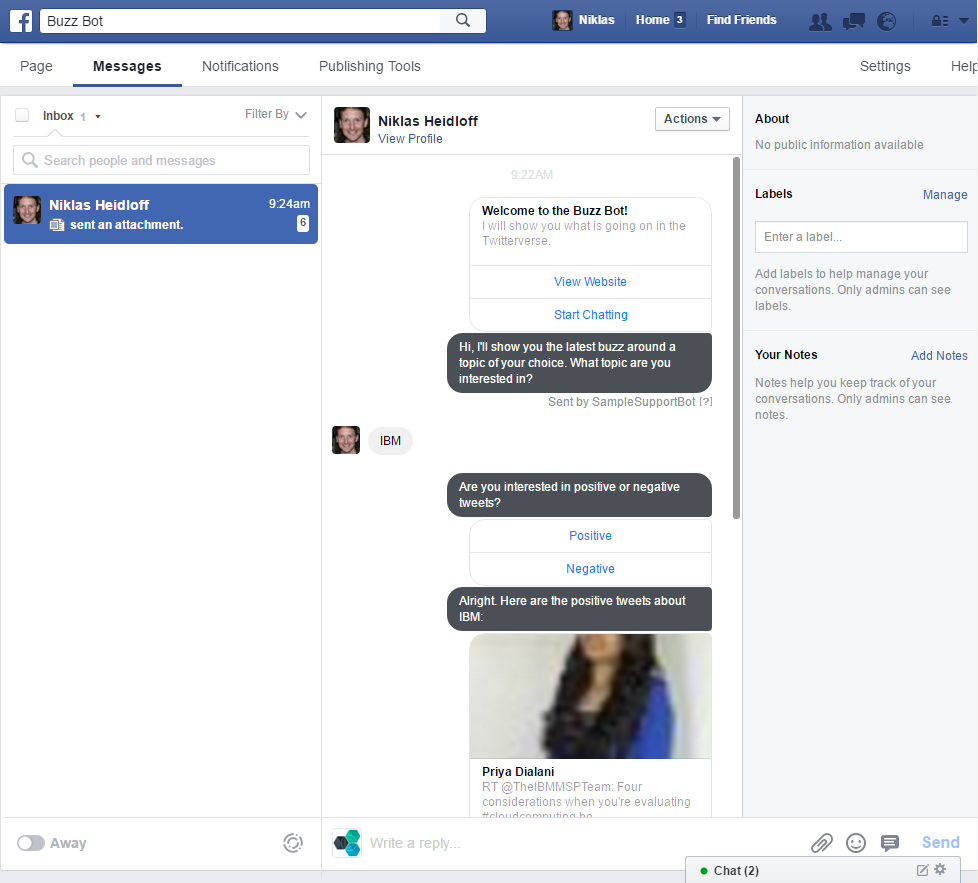 Buzz Bot
Niklas
Home 3
Find Friends
Page
Messages
Notifications
Publishing Tools
Settings
Help
Inbox 1
Filter By
Search people and messages
Niklas Heidloff
9:24am
sent an attachment.
6
Away
Niklas Heidloff
View Profile
Actions
9:22AM
Welcome to the Buzz Bot!
I will show you what is going on in the
Twitterverse.
View Website
Start Chatting
Hi, I'll show you the latest buzz around a
topic of your choice. What topic are you
interested in?
Sent by SampleSupportBot [?]
IBM
Are you interested in positive or negative
tweets?
Positive
Negative
Alright. Here are the positive tweets about
IBM:
Priya Dialani
RT @TheIBMMSPTeam: Four
considerations when you're evaluating
#cloudcomputing be
Write a reply...
Send
About
No public information available
Labels
Manage
Enter a label...
Add labels to help manage your
conversations. Only admins can see
labels.
Your Notes
Add Notes
Notes help you keep track of your
conversations. Only admins can see
notes.
Chat (2)